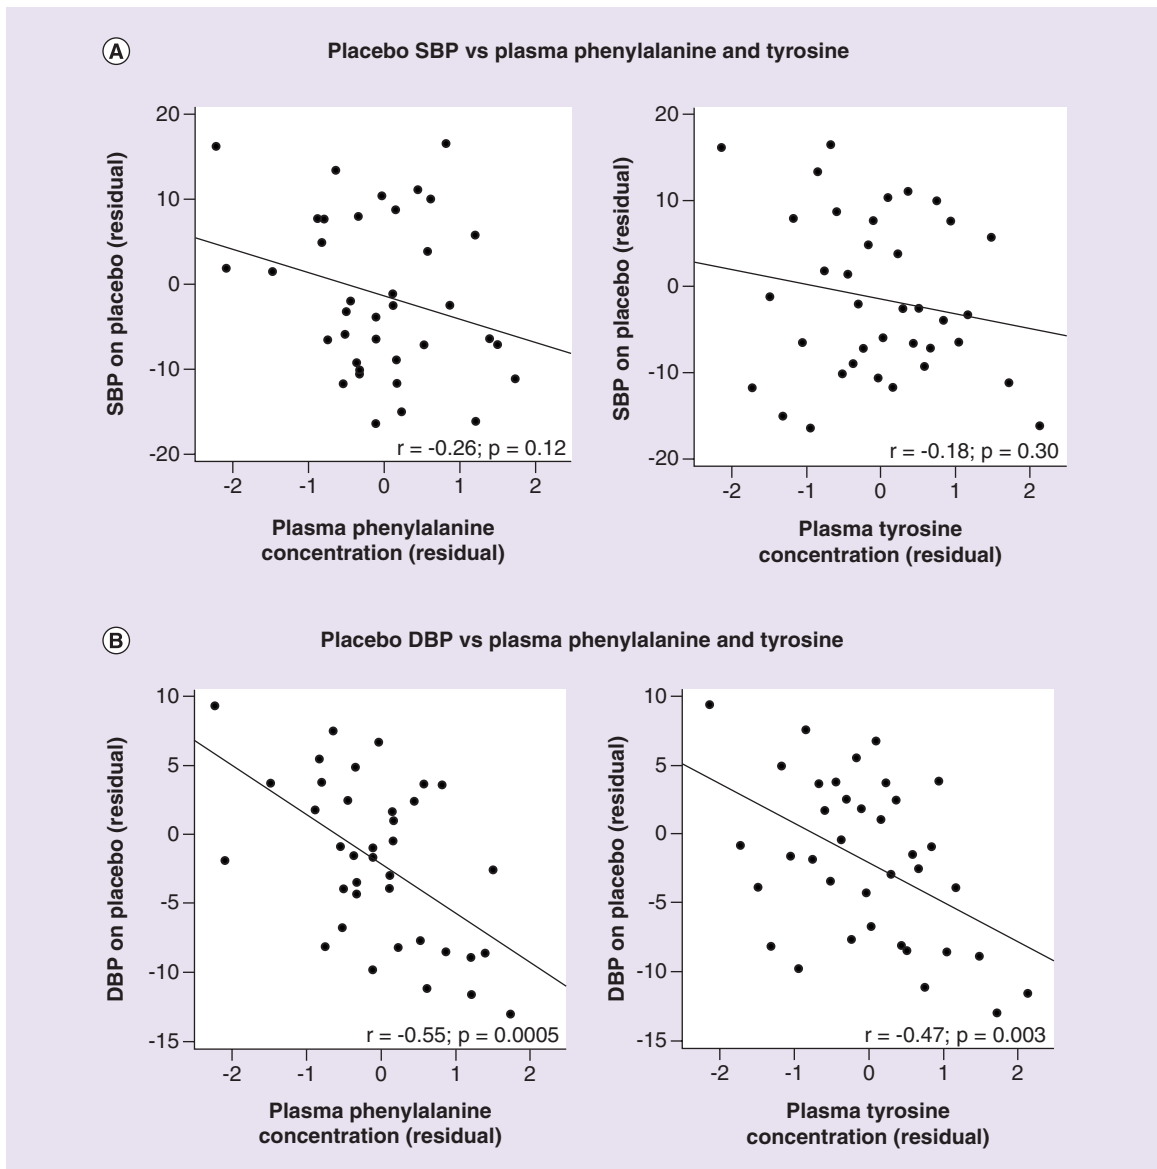 A
Placebo SBP vs plasma phenylalanine and tyrosine
SBP on placebo (residual)
20
10
0
-10
-20
r = -0.26; p = 0.12
-2
-1
0
1
2
Plasma phenylalanine
concentration (residual)
SBP on placebo (residual)
20
10
0
-10
-20
r = -0.18; p = 0.30
-2
-1
0
1
2
Plasma tyrosine
concentration (residual)
B
Placebo DBP vs plasma phenylalanine and tyrosine
DBP on placebo (residual)
10
5
0
-5
-10
-15
r = -0.55; p = 0.0005
-2
-1
0
1
2
Plasma phenylalanine
concentration (residual)
DBP on placebo (residual)
10
5
0
-5
-10
-15
r = -0.47; p = 0.003
-2
-1
0
1
2
Plasma tyrosine
concentration (residual)